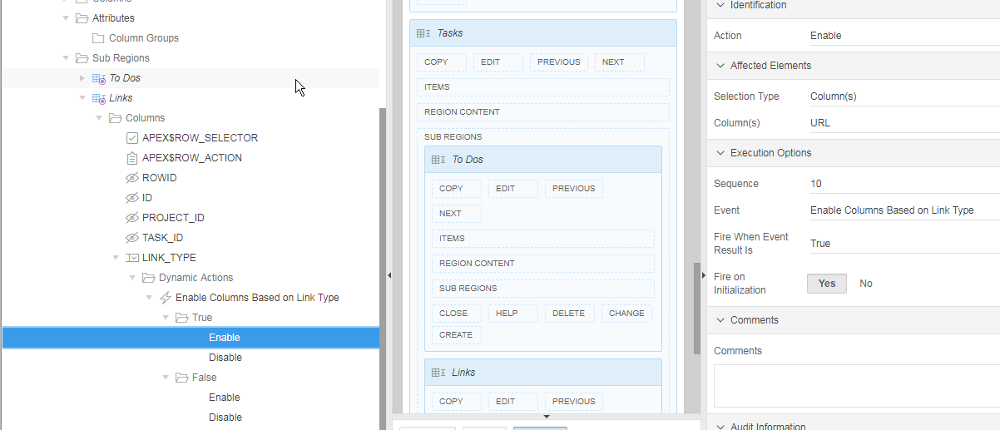 Columns
Attributes
Column Groups
Sub Regions
To Dos
Links
Columns
APEX$ROW_SELECTOR
APEX$ROW_ACTION
ROWID
ID
PROJECT_ID
TASK_ID
LINK_TYPE
Dynamic Actions
Enable Columns Based on Link Type
True
Enable
Disable
False
Enable
Disable
Tasks
COPY EDIT PREVIOUS NEXT
ITEMS
REGION CONTENT
SUB REGIONS
To Dos
COPY EDIT PREVIOUS
NEXT
ITEMS
REGION CONTENT
SUB REGIONS
CLOSE HELP DELETE CHANGE
CREATE
Links
COPY EDIT PREVIOUS
Identification
Action Enable
Affected Elements
Selection Type Column(s)
Column(s) URL
Execution Options
Sequence 10
Event Enable Columns Based on Link Type
Fire When Event
Result Is True
Fire on
Initialization Yes No
Comments
Comments
Audit Information